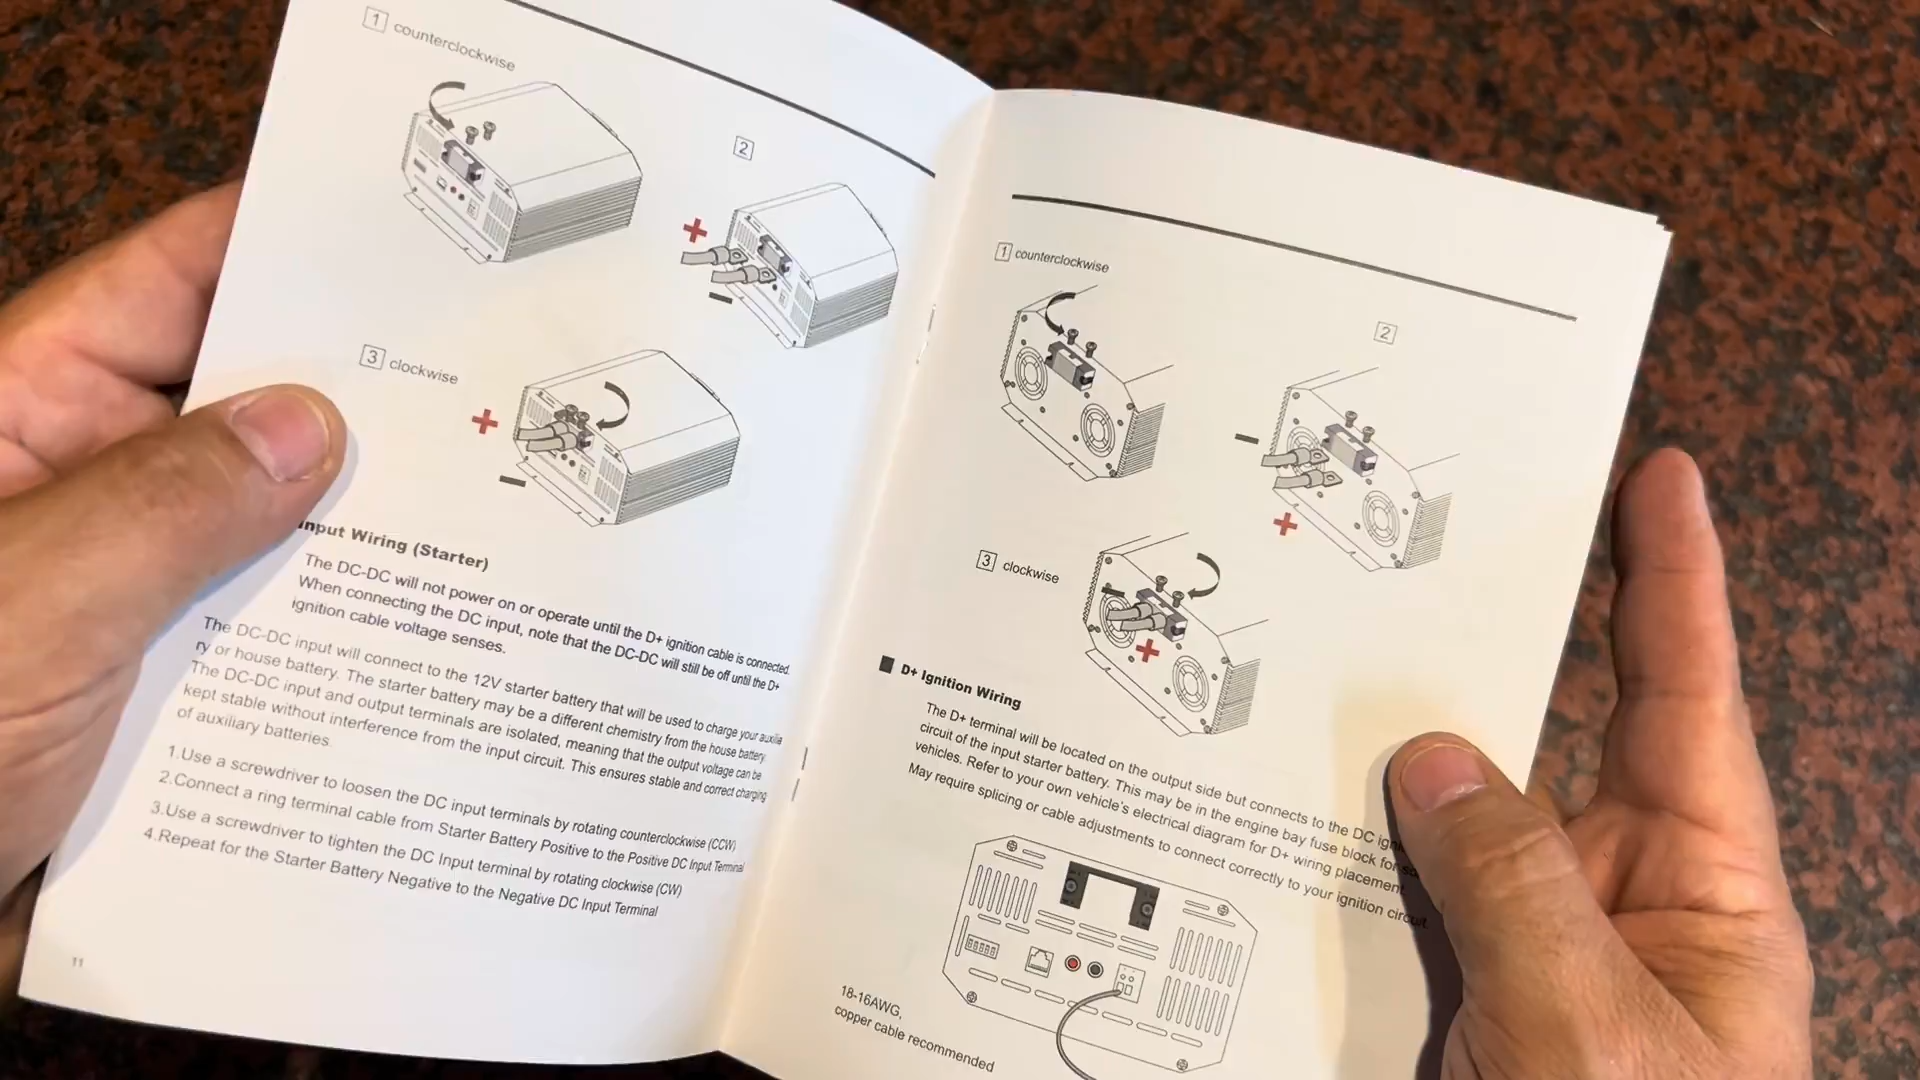 1 counterclockwise
2
3 clockwise
Input Wiring (Starter)
The DC-DC will not power on or operate until the D+ ignition cable is connected.
When connecting the DC input, note that the DC-DC will still be off until the D+
ignition cable voltage senses.
The DC-DC input will connect to the 12V starter battery that will be used to charge your auxilia
ry or house battery. The starter battery may be a different chemistry from the house battery.
The DC-DC input and output terminals are isolated, meaning that the output voltage can be
kept stable without interference from the input circuit. This ensures stable and correct charging
of auxiliary batteries.
1.Use a screwdriver to loosen the DC input terminals by rotating counterclockwise (CCW)
2.Connect a ring terminal cable from Starter Battery Positive to the Positive DC Input Terminal
3.Use a screwdriver to tighten the DC Input terminal by rotating clockwise (CW)
4.Repeat for the Starter Battery Negative to the Negative DC Input Terminal
11
1 counterclockwise
2
3 clockwise
D+ Ignition Wiring
The D+ terminal will be located on the output side but connects to the DC
circuit of the input starter battery. This may be in the engine bay fuse block for
vehicles. Refer to your own vehicle's electrical diagram for D+ wiring placement.
May require splicing or cable adjustments to connect correctly to your ignition circuit.
18-16AWG,
copper cable recommended